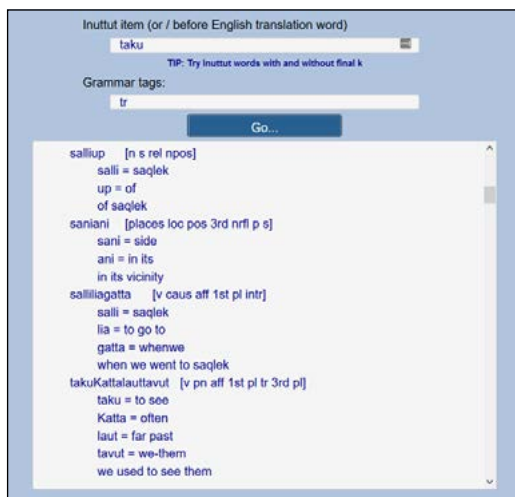 Inuttut item (or / before English translation word)
taku
TIP: Try Inuttut words with and without final k
Grammar tags:
tr
Go...
salliup [n s rel npos]
salli = saqlek
up = of
of saqlek
saniani [places loc pos 3rd nrfl p s]
sani = side
ani = in its
in its vicinity
salliliagatta [v caus aff 1st pl intr]
salli = saqlek
lia = to go to
gatta = whenwe
when we went to saqlek
takuKattalauttavut [v pn aff 1st pl tr 3rd pl]
taku = to see
Katta = often
laut = far past
tavut = we-them
we used to see them